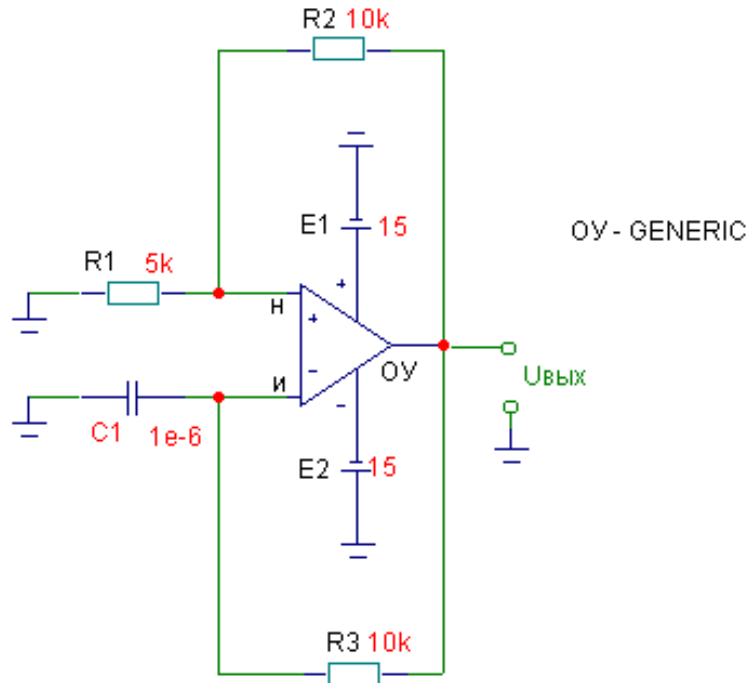 R2 10k
E1 15
ОУ - GENERIC
R1 5k
+
н
+
-
и
ОУ
-
Uвых
C1 1e-6
E2 15
R3 10k